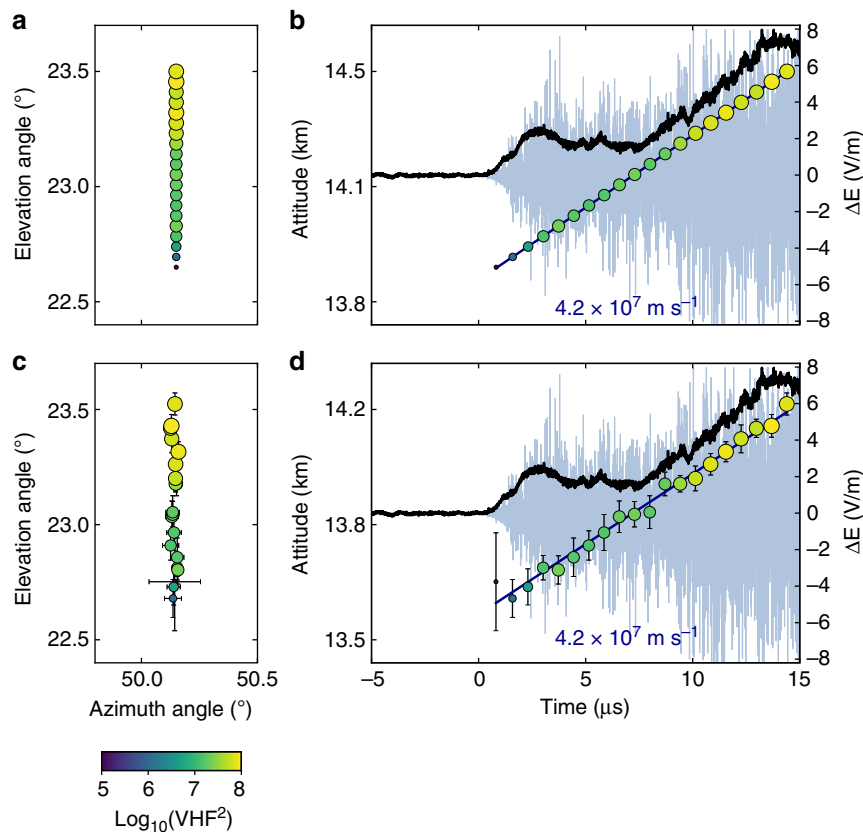 a
b
23.5
23.0
22.5
Elevation angle (°)
14.5
14.1
13.8
Attitude (km)
8
6
4
2
0
−2
−4
−6
−8
ΔE (V/m)
4.2 × 10⁷ m s⁻¹
c
d
23.5
23.0
22.5
Elevation angle (°)
50.0
50.5
Azimuth angle (°)
14.2
13.8
13.5
Attitude (km)
8
6
4
2
0
−2
−4
−6
−8
ΔE (V/m)
4.2 × 10⁷ m s⁻¹
−5
0
5
10
15
Time (μs)
5
6
7
8
Log₁₀(VHF²)